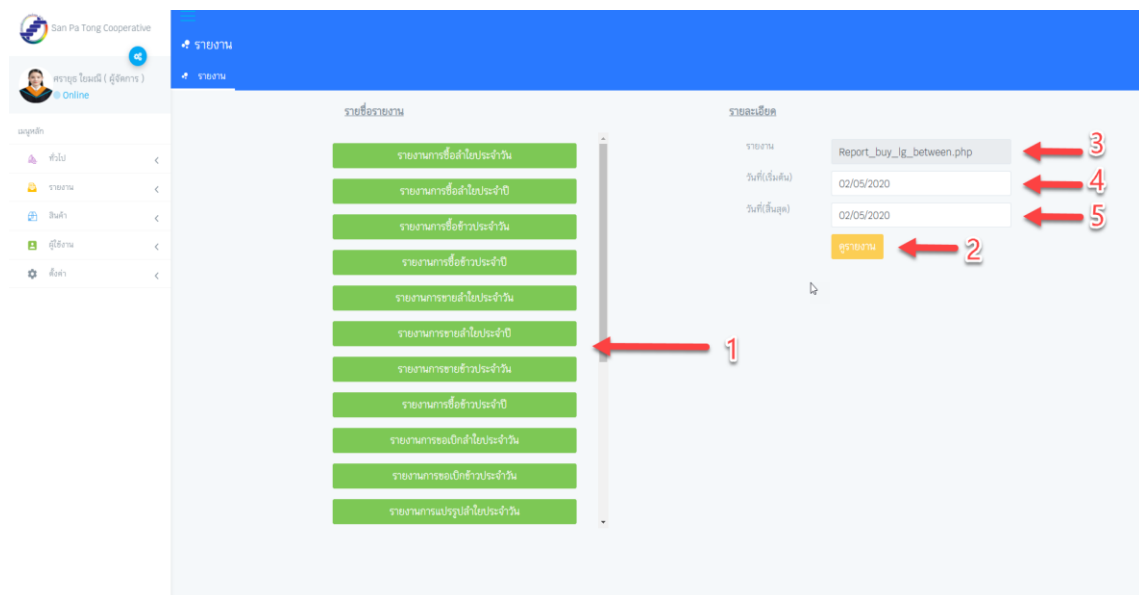 San Pa Tong Cooperative
รายงาน
ศรายุธ ใยมณี ( ผู้จัดการ )
Online
รายงาน
เมนูหลัก
ทั่วไป
รายงาน
สินค้า
ผู้ใช้งาน
ตั้งค่า
รายชื่อรายงาน
รายงานการซื้อลำไยประจำวัน
รายงานการซื้อลำไยประจำปี
รายงานการซื้อข้าวประจำวัน
รายงานการซื้อข้าวประจำปี
รายงานการขายลำไยประจำวัน
รายงานการขายลำไยประจำปี
รายงานการขายข้าวประจำวัน
รายงานการซื้อข้าวประจำปี
รายงานการขอเบิกลำไยประจำวัน
รายงานการขอเบิกข้าวประจำวัน
รายงานการแปรรูปลำไยประจำวัน
1
รายละเอียด
รายงาน Report_buy_lg_between.php 3
วันที่(เริ่มต้น) 02/05/2020 4
วันที่(สิ้นสุด) 02/05/2020 5
ดูรายงาน 2